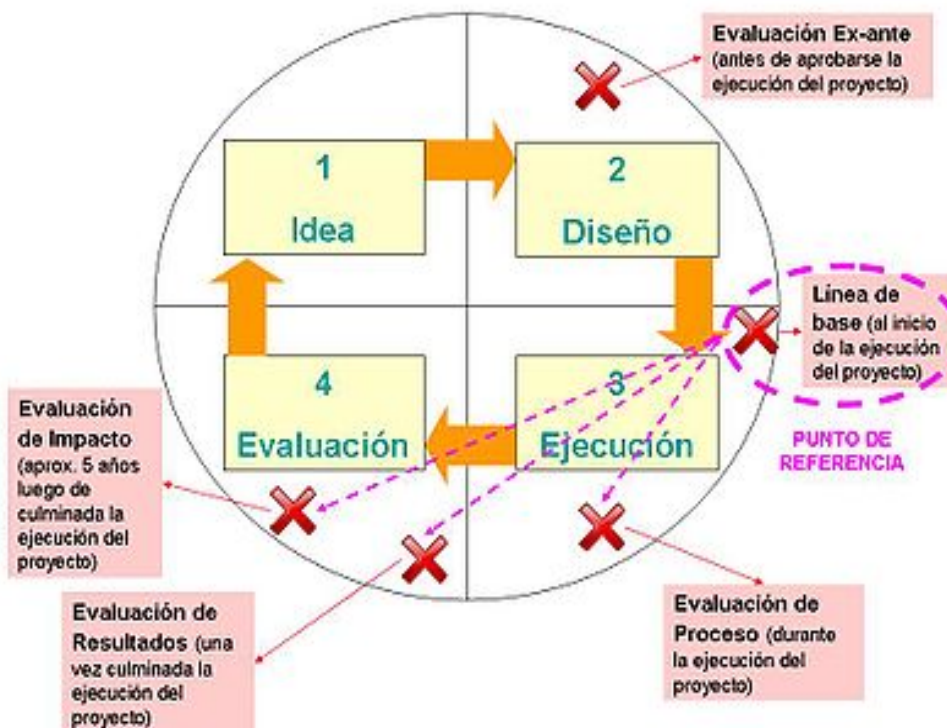 Evaluación Ex-ante
(antes de aprobarse la
ejecución del proyecto)
1
Idea
2
Diseño
Línea de
base (al inicio
de la ejecución
del proyecto)
4
Evaluación
3
Ejecución
PUNTO DE
REFERENCIA
Evaluación
de Impacto
(aprox. 5 años
luego de
culminada la
ejecución del
proyecto)
Evaluación de
Resultados (una
vez culminada la
ejecución del
proyecto)
Evaluación de
Proceso (durante
la ejecución del
proyecto)